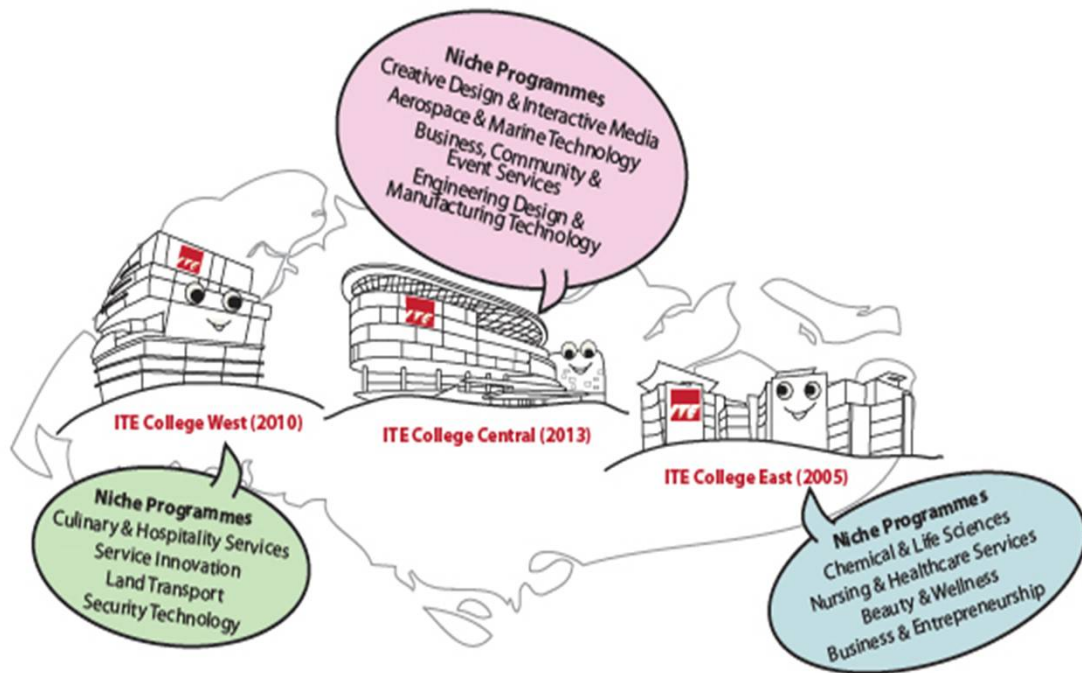 Niche Programmes
Creative Design & Interactive Media
Aerospace & Marine Technology
Business, Community &
Event Services
Engineering Design &
Manufacturing Technology
ITE
ITE
ITE
ITE College West (2010)
ITE College Central (2013)
ITE College East (2005)
Niche Programmes
Culinary & Hospitality Services
Service Innovation
Land Transport
Security Technology
Niche Programmes
Chemical & Life Sciences
Nursing & Healthcare Services
Beauty & Wellness
Business & Entrepreneurship